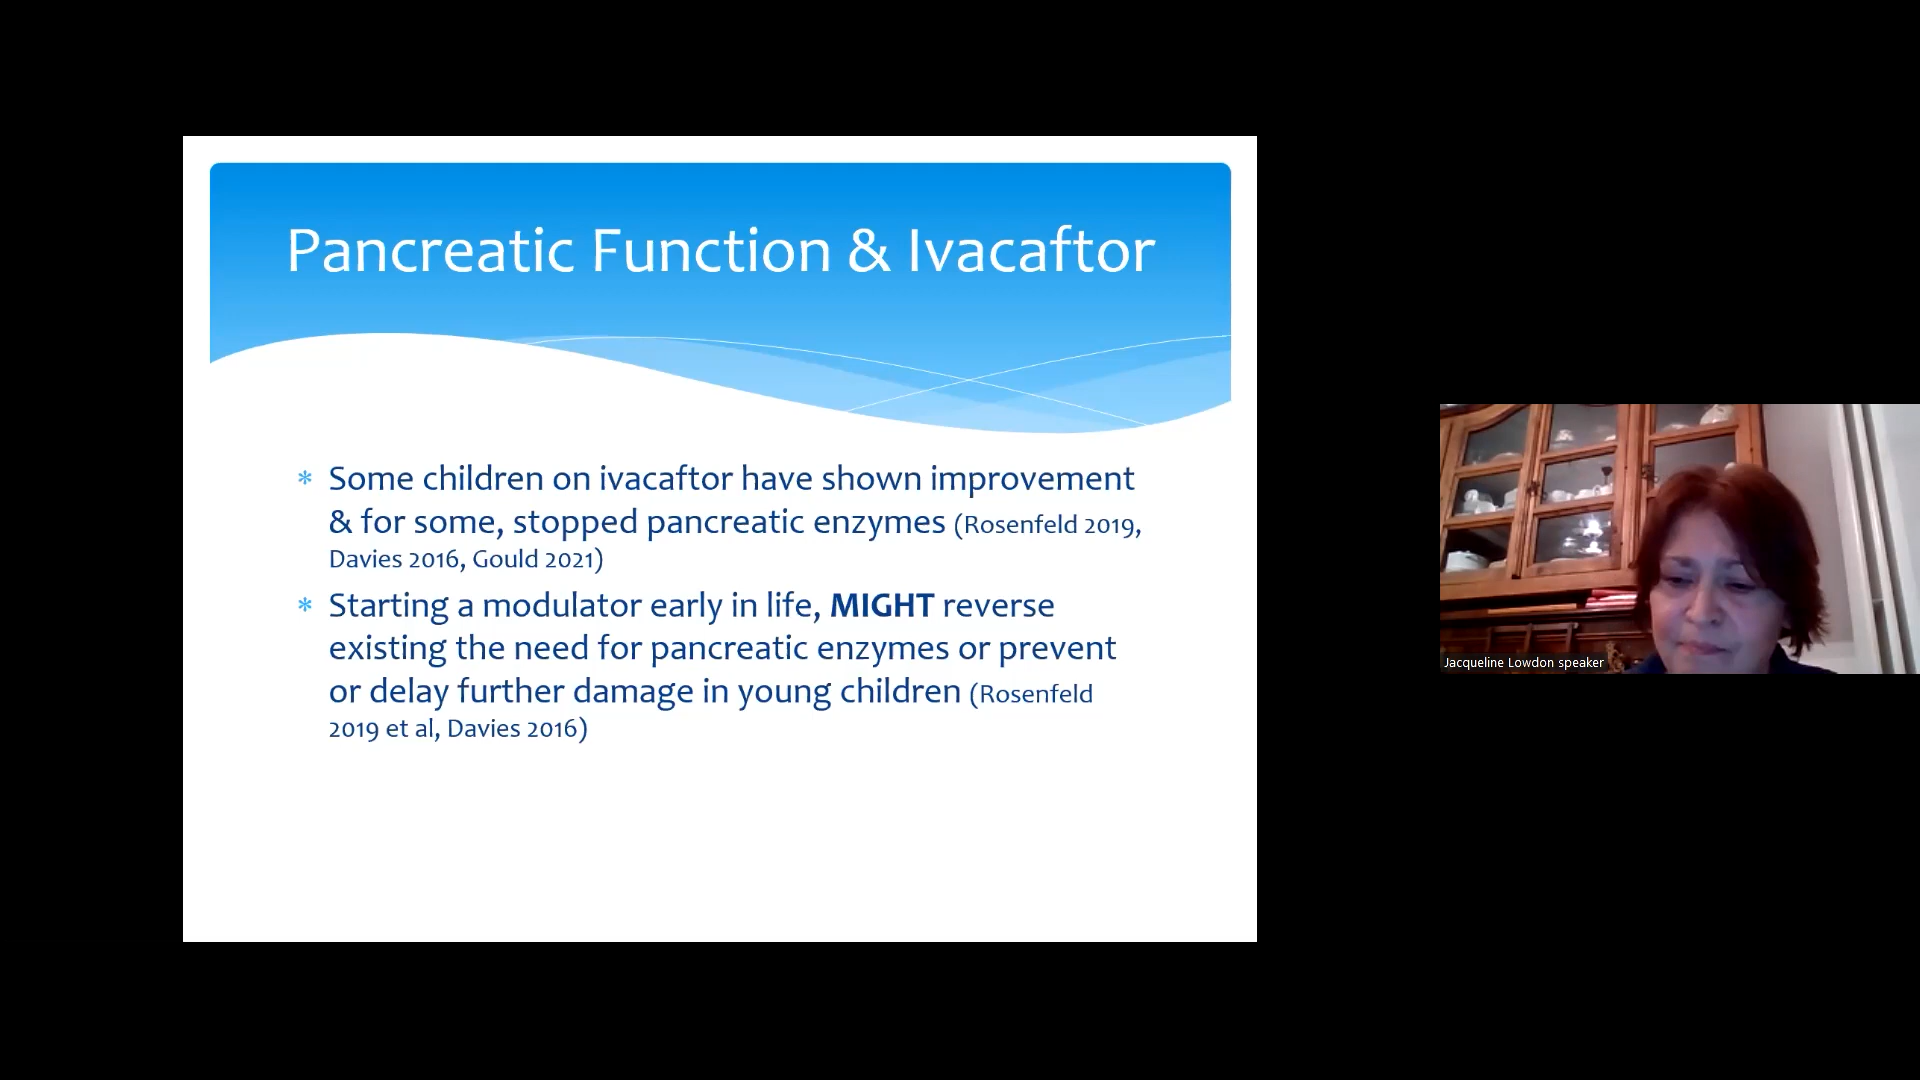 Pancreatic Function & Ivacaftor
* Some children on ivacaftor have shown improvement
& for some, stopped pancreatic enzymes (Rosenfeld 2019,
Davies 2016, Gould 2021)
* Starting a modulator early in life, MIGHT reverse
existing the need for pancreatic enzymes or prevent
or delay further damage in young children (Rosenfeld
2019 et al, Davies 2016)
Jacqueline Lowdon speaker